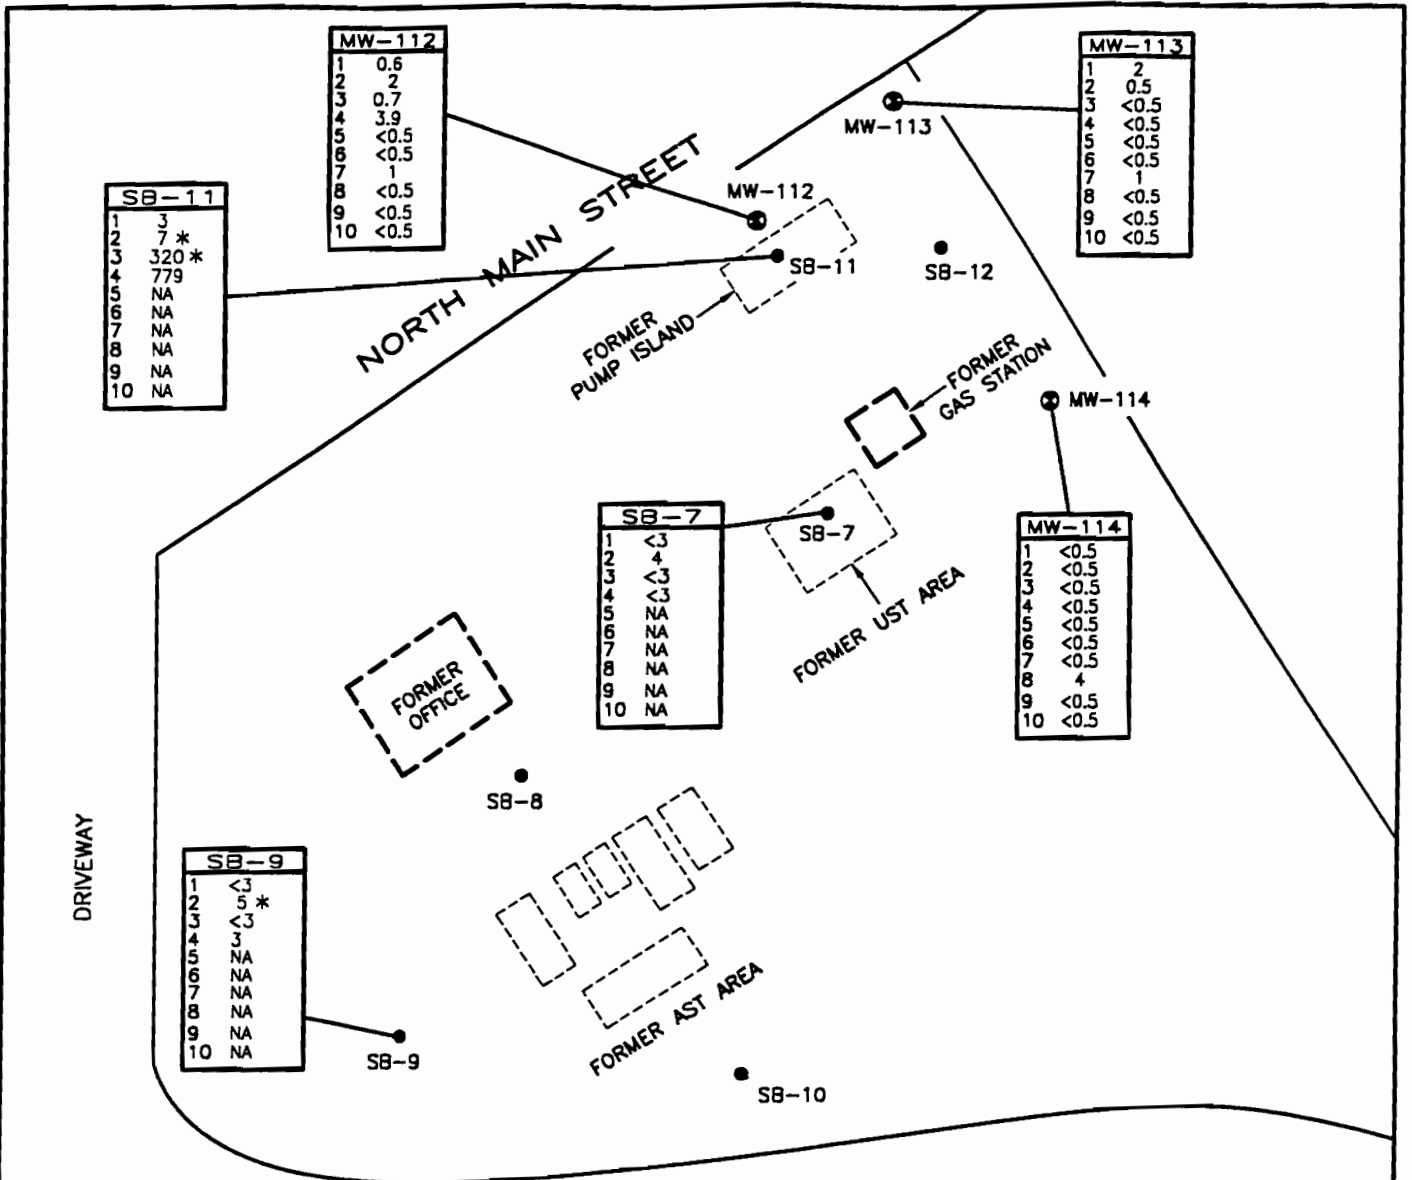 MW-112
1 0.6
2 2
3 0.7
4 3.9
5 <0.5
6 <0.5
7 1
8 <0.5
9 <0.5
10 <0.5
MW-113
1 2
2 0.5
3 <0.5
4 <0.5
5 <0.5
6 <0.5
7 1
8 <0.5
9 <0.5
10 <0.5
MW-113
SB-11
1 3
2 7 *
3 320 *
4 779
5 NA
6 NA
7 NA
8 NA
9 NA
10 NA
NORTH MAIN STREET
MW-112
SB-11
SB-12
FORMER
PUMP ISLAND
FORMER
GAS STATION
MW-114
SB-7
1 <3
2 4
3 <3
4 <3
5 NA
6 NA
7 NA
8 NA
9 NA
10 NA
SB-7
FORMER UST AREA
MW-114
1 <0.5
2 <0.5
3 <0.5
4 <0.5
5 <0.5
6 <0.5
7 <0.5
8 4
9 <0.5
10 <0.5
FORMER
OFFICE
SB-8
DRIVEWAY
SB-9
1 <3
2 5 *
3 <3
4 3
5 NA
6 NA
7 NA
8 NA
9 NA
10 NA
SB-9
FORMER AST AREA
SB-10